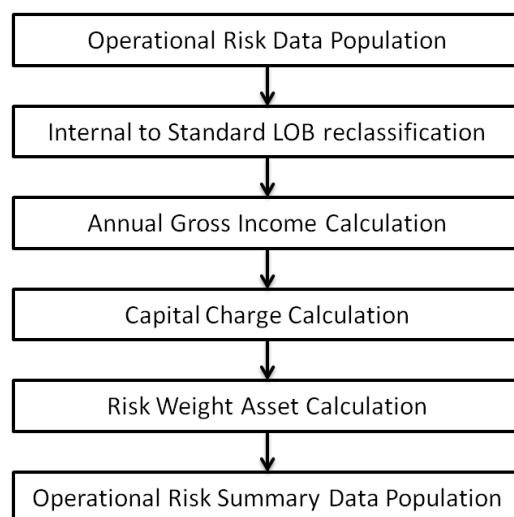 Operational Risk Data Population
Internal to Standard LOB reclassification
Annual Gross Income Calculation
Capital Charge Calculation
Risk Weight Asset Calculation
Operational Risk Summary Data Population